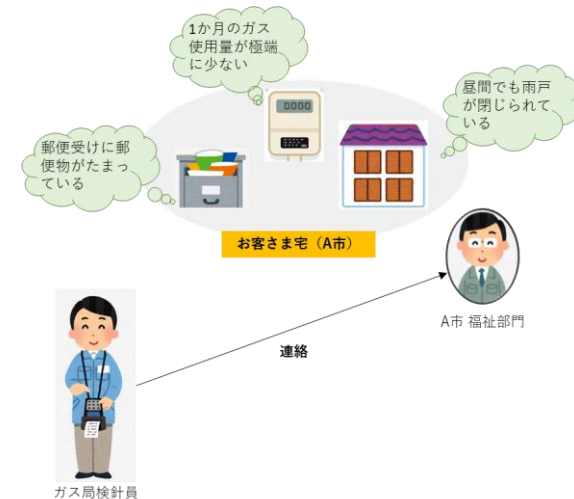 1か月のガス
使用量が極端
に少ない
昼間でも雨戸
が閉じられて
いる
郵便受けに郵
便物がたまっ
ている
0000
お客さま宅（A市）
A市 福祉部門
連絡
ガス局検針員